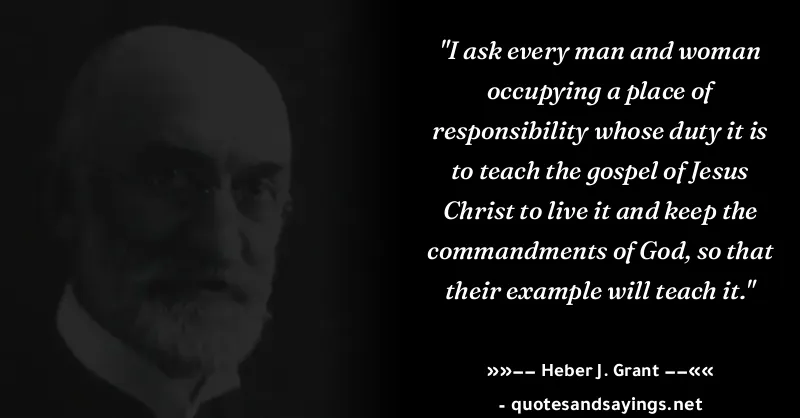 "I ask every man and woman
occupying a place of
responsibility whose duty it is
to teach the gospel of Jesus
Christ to live it and keep the
commandments of God, so that
their example will teach it."
»»−− Heber J. Grant −−««
- quotesandsayings.net